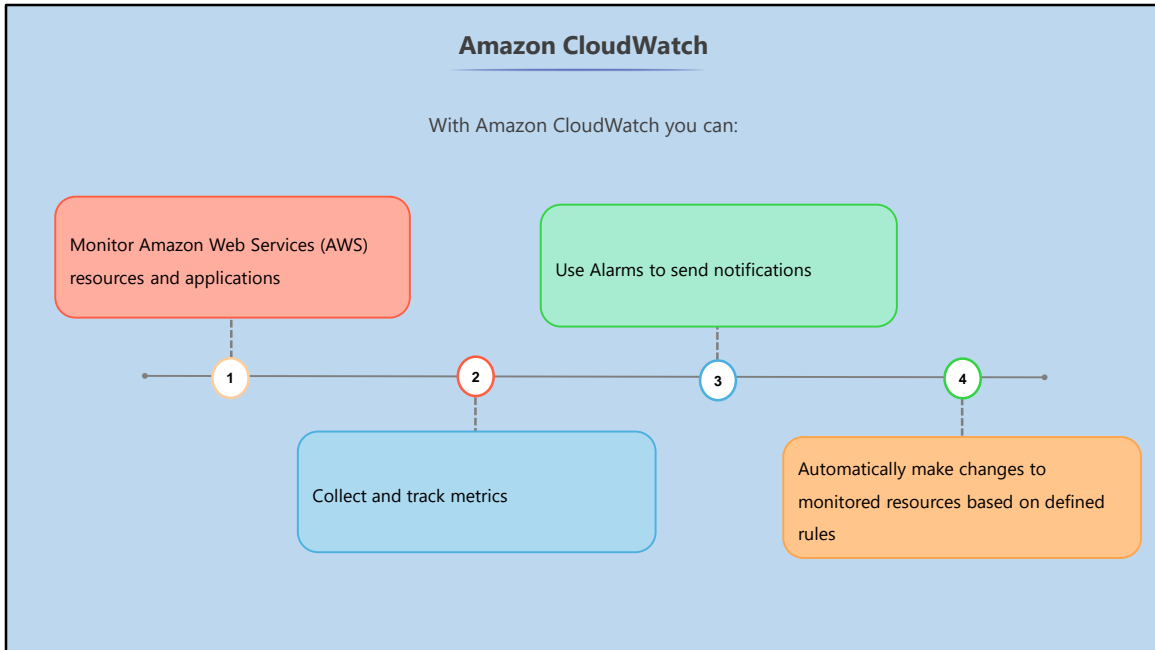 Amazon CloudWatch
With Amazon CloudWatch you can:
Monitor Amazon Web Services (AWS)
resources and applications
Use Alarms to send notifications
1
2
3
4
Collect and track metrics
Automatically make changes to
monitored resources based on defined
rules